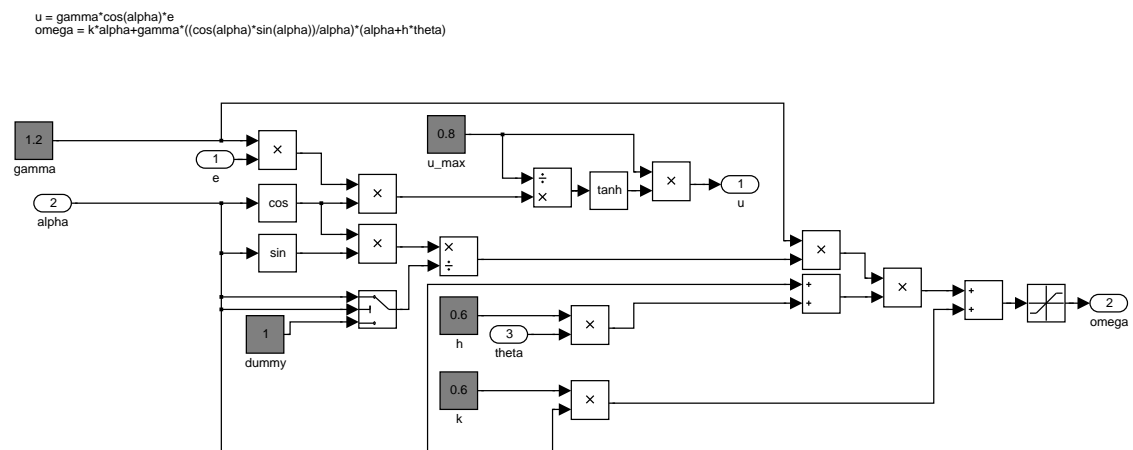 u = gamma*cos(alpha)*e
omega = k*alpha+gamma*((cos(alpha)*sin(alpha))/alpha)*(alpha+h*theta)
1.2
gamma
1
e
×
0.8
u_max
÷
×
tanh
×
1
u
2
alpha
cos
×
sin
×
×
÷
×
1
dummy
0.6
h
3
theta
×
+
+
×
+
+
2
omega
0.6
k
×